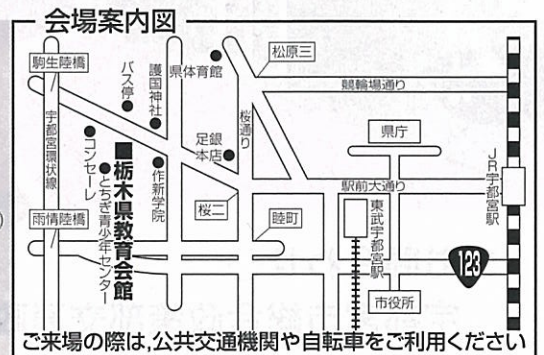 会場案内図
駒生陸橋
バス停
護国神社
県体育館
松原三
競輪場通り
宇都宮環状線
コンセーレ
■栃木県教育会館
とちぎ青少年センター
作新学院
足銀本店
桜通り
県庁
駅前大通り
JR宇都宮駅
桜二
睦町
東武宇都宮駅
雨情陸橋
123
市役所
ご来場の際は,公共交通機関や自転車をご利用ください